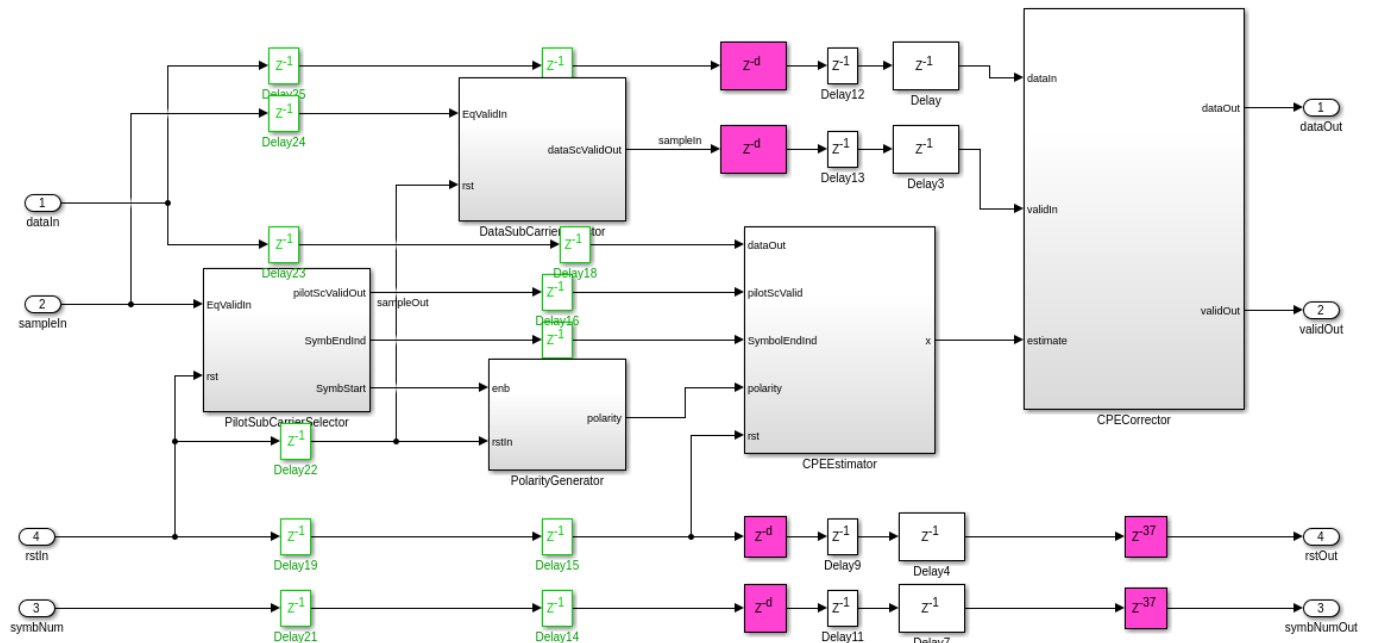 Z-1
Z-1
Z-d
Z-1
Z-1
Delay25
Delay12
Delay
dataIn
Z-1
Delay24
EqValidIn
dataScValidOut
rst
sampleIn
Z-d
Z-1
Z-1
Delay13
Delay3
dataOut
1
dataOut
1
dataIn
validIn
DataSubCarrie
tor
Z-1
Delay23
Z-1
Delay18
dataOut
2
sampleIn
EqValidIn
pilotScValidOut
sampleOut
Z-1
Delay16
pilotScValid
validOut
2
validOut
SymbEndInd
Z-1
SymbolEndInd
x
estimate
rst
SymbStart
enb
polarity
polarity
PilotSubCarrierSelector
CPECorrector
Z-1
Delay22
rstIn
rst
CPEEstimator
PolarityGenerator
4
rstIn
Z-1
Delay19
Z-1
Delay15
Z-d
Z-1
Delay9
Z-1
Delay4
Z-37
4
rstOut
3
symbNum
Z-1
Delay21
Z-1
Delay14
Z-d
Z-1
Delay11
Z-1
Delay7
Z-37
3
symbNumOut